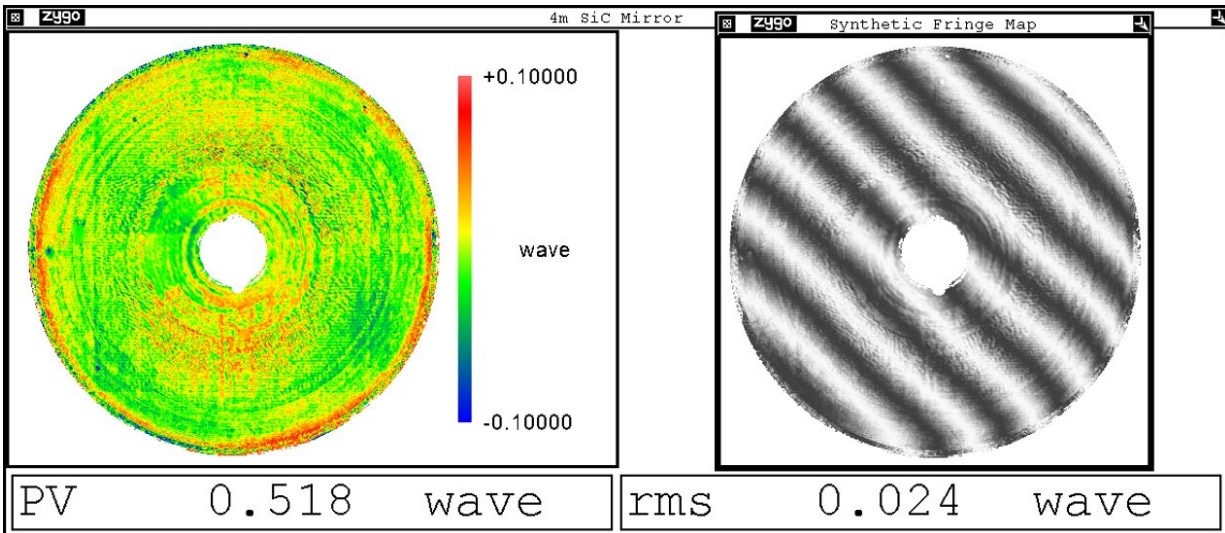 zygo
4m SiC Mirror
zygo
Synthetic Fringe Map
+0.10000
wave
-0.10000
PV 0.518 wave
rms 0.024 wave